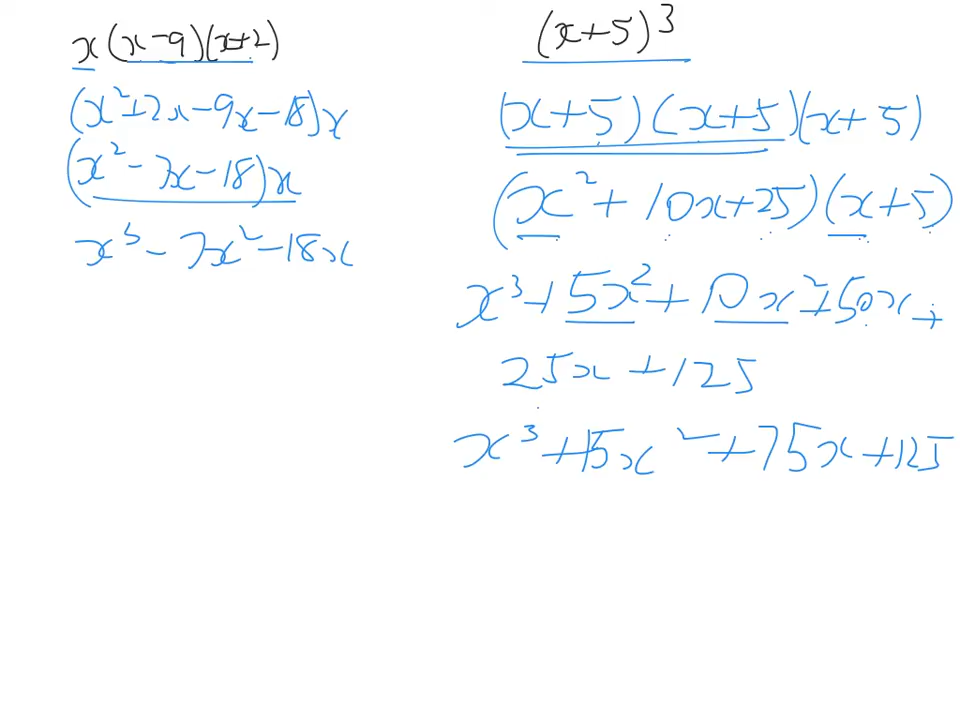 x(x-9)(x+2)
(x²+2x-9x-18)x
(x²-7x-18)x
x³-7x²-18x
(x+5)³
(x+5)(x+5)(x+5)
(x²+10x+25)(x+5)
x³+5x²+10x²+50x+
25x+125
x³+15x²+75x+125